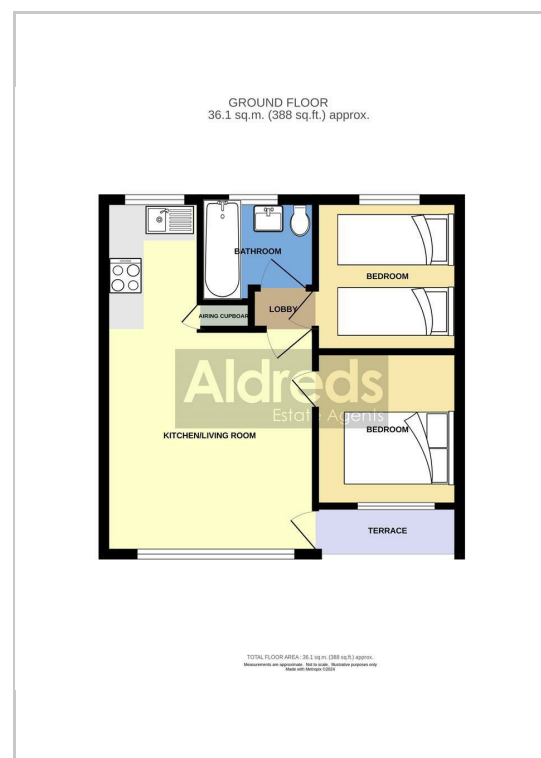 GROUND FLOOR
36.1 sq.m. (388 sq.ft.) approx.
BATHROOM
BEDROOM
LOBBY
AIRING CUPBOARD
Aldreds
Estate Agents
BEDROOM
KITCHEN/LIVING ROOM
TERRACE
TOTAL FLOOR AREA : 36.1 sq.m. (388 sq.ft.) approx.
Measurements are approximate. Not to scale. Illustrative purposes only
Made with Metropix ©2024